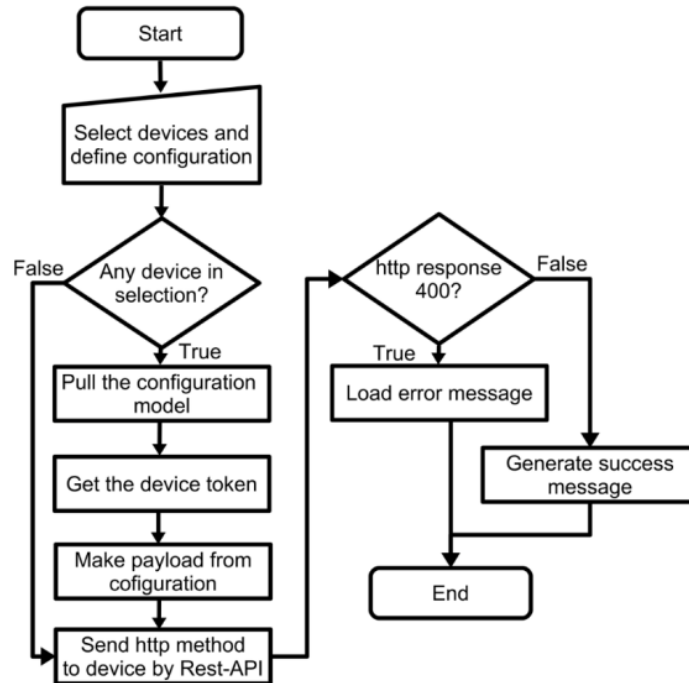 Start
Select devices and
define configuration
False
Any device in
selection?
True
Pull the configuration
model
Get the device token
Make payload from
cofiguration
Send http method
to device by Rest-API
http response
400?
False
True
Load error message
Generate success
message
End